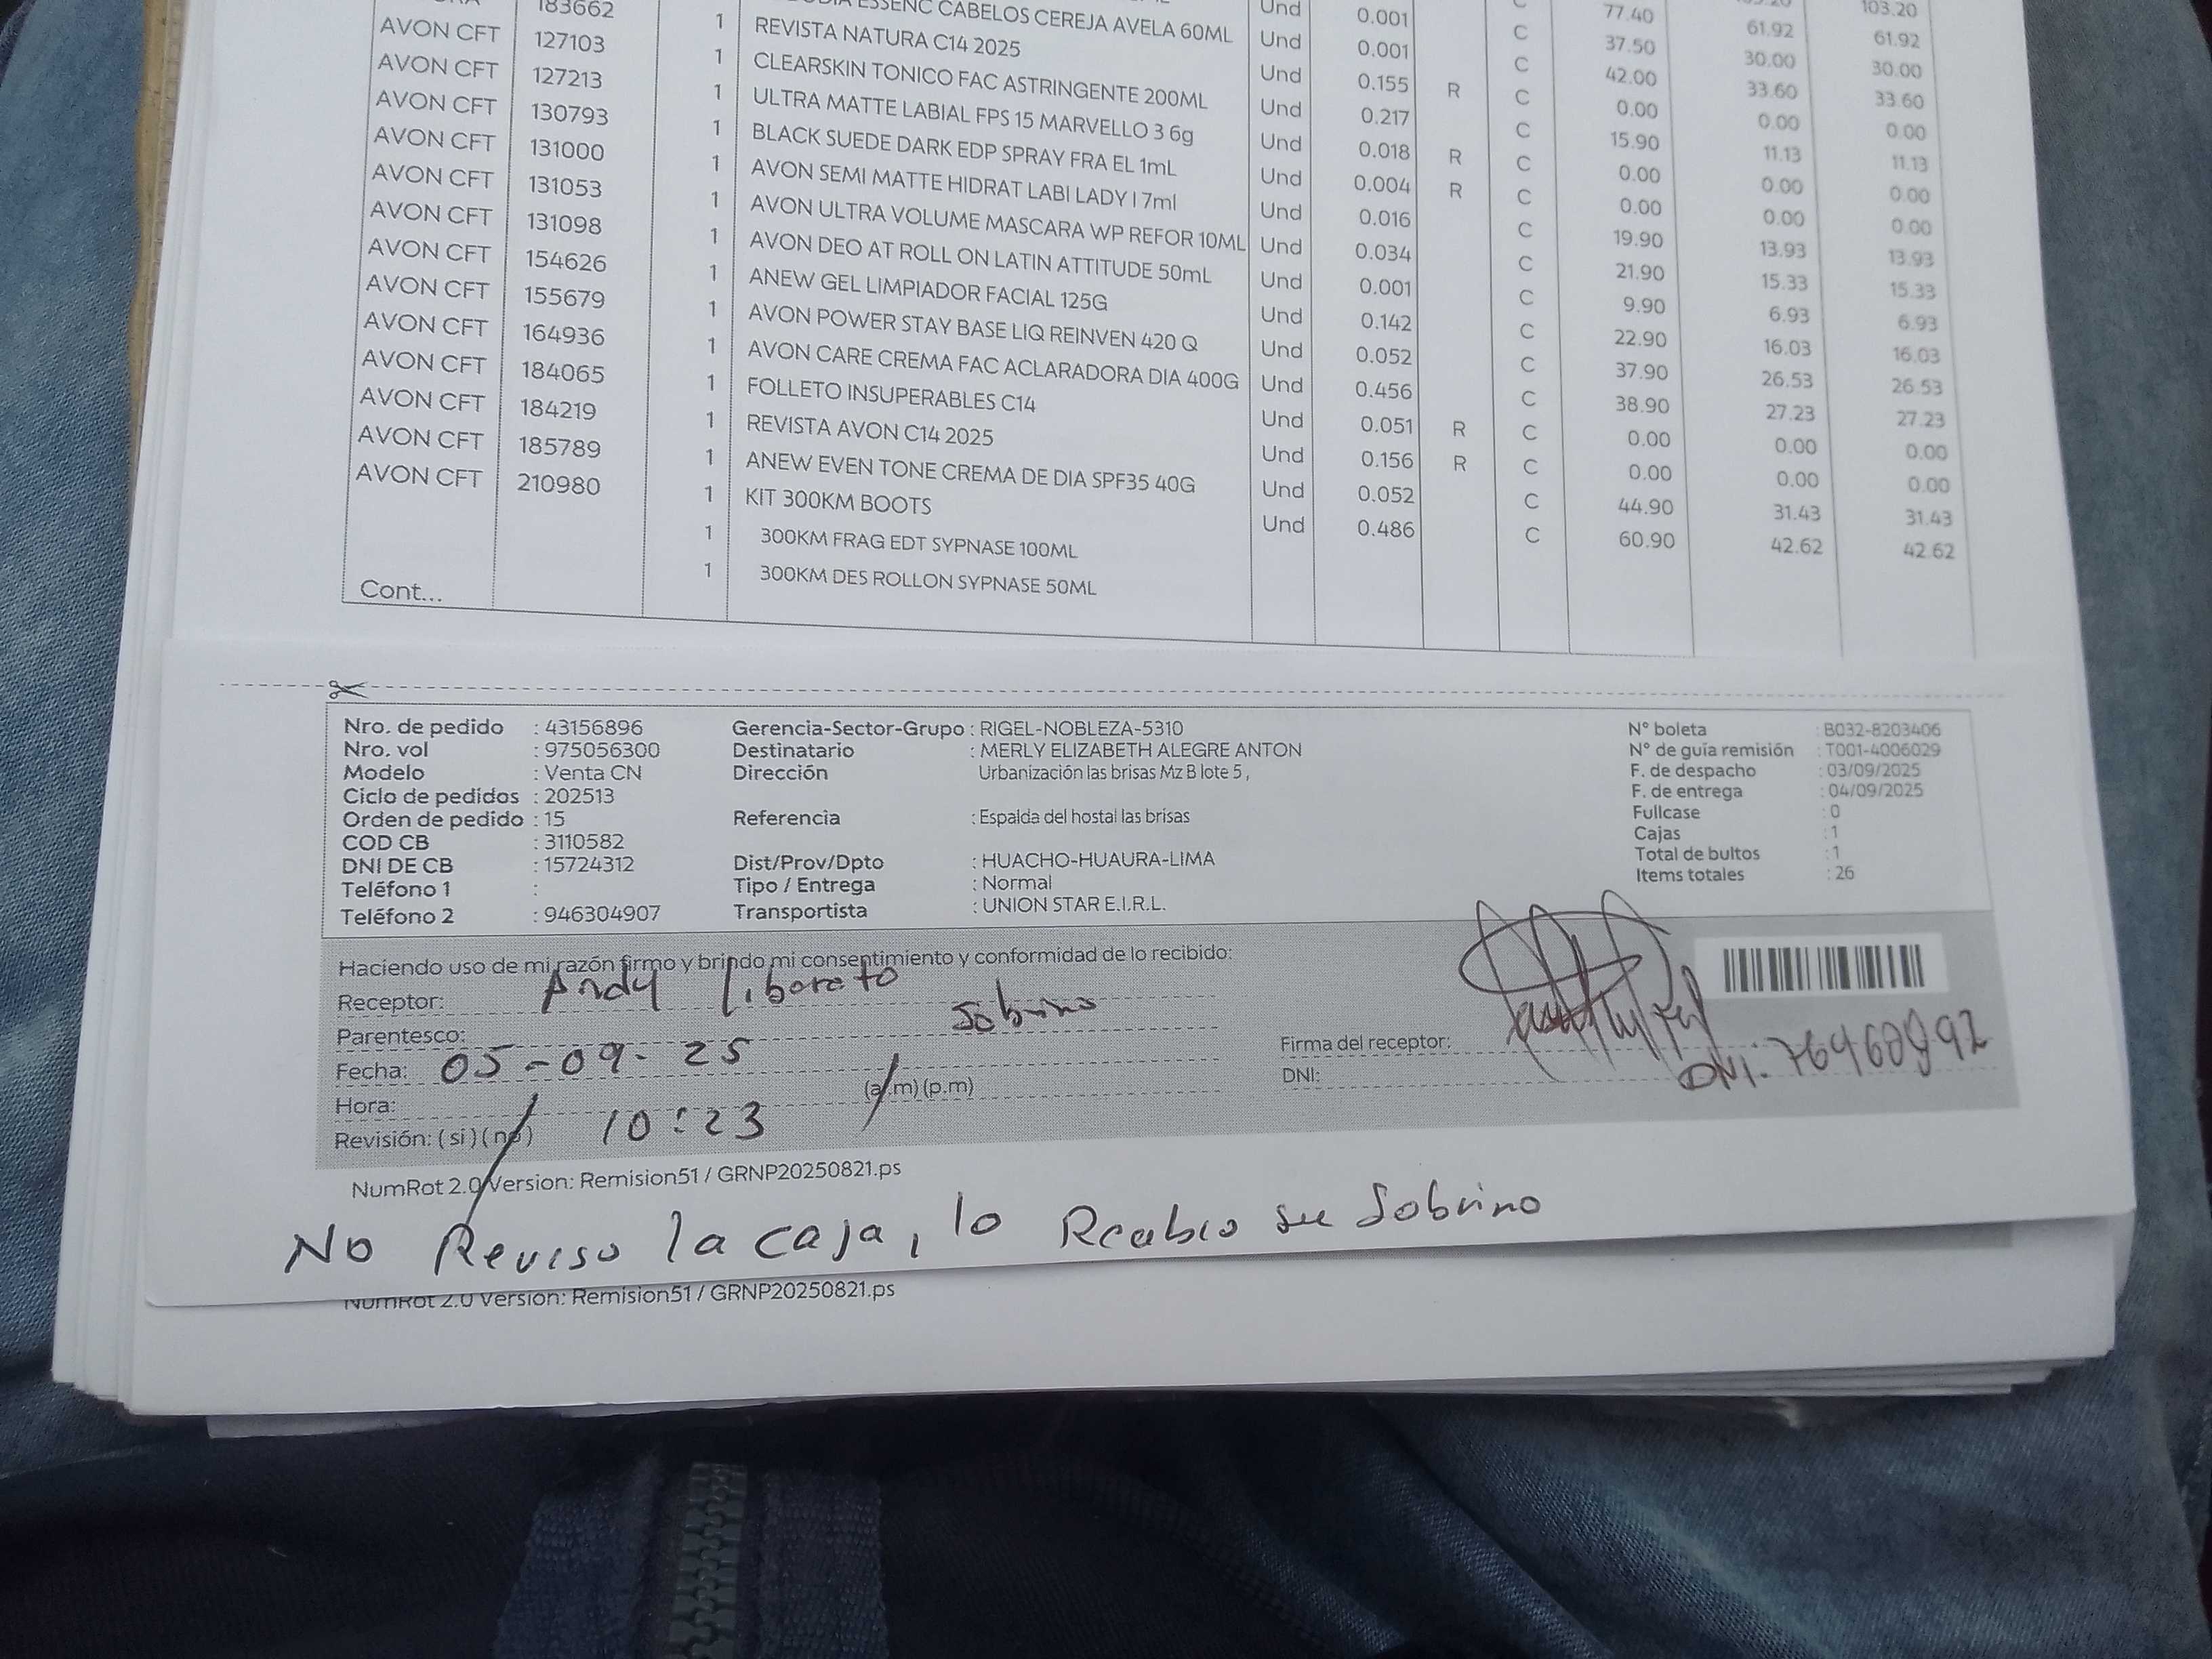 183662
ESSENC CABELOS CEREJA AVELA 60ML Und 0.001 C 77.40 103.20
AVON CFT 127103 1 REVISTA NATURA C14 2025 Und 0.001 C 37.50 61.92 61.92
AVON CFT 127213 1 CLEARSKIN TONICO FAC ASTRINGENTE 200ML Und 0.155 R C 42.00 30.00 30.00
AVON CFT 130793 1 ULTRA MATTE LABIAL FPS 15 MARVELLO 3 6g Und 0.217 C 0.00 33.60 33.60
AVON CFT 131000 1 BLACK SUEDE DARK EDP SPRAY FRA EL 1mL Und 0.018 R C 15.90 0.00 0.00
AVON CFT 131053 1 AVON SEMI MATTE HIDRAT LABI LADY I 7ml Und 0.004 R C 0.00 11.13 11.13
AVON CFT 131098 1 AVON ULTRA VOLUME MASCARA WP REFOR 10ML Und 0.016 C 0.00 0.00 0.00
AVON CFT 154626 1 AVON DEO AT ROLL ON LATIN ATTITUDE 50mL Und 0.034 C 19.90 0.00 0.00
AVON CFT 155679 1 ANEW GEL LIMPIADOR FACIAL 125G Und 0.001 C 21.90 13.93 13.93
AVON CFT 164936 1 AVON POWER STAY BASE LIQ REINVEN 420 Q Und 0.142 C 9.90 15.33 15.33
AVON CFT 184065 1 AVON CARE CREMA FAC ACLARADORA DIA 400G Und 0.052 C 22.90 6.93 6.93
AVON CFT 184219 1 FOLLETO INSUPERABLES C14 Und 0.456 C 37.90 16.03 16.03
AVON CFT 185789 1 REVISTA AVON C14 2025 Und 0.051 R C 38.90 26.53 26.53
AVON CFT 210980 1 ANEW EVEN TONE CREMA DE DIA SPF35 40G Und 0.156 R C 0.00 27.23 27.23
1 KIT 300KM BOOTS Und 0.052 C 0.00 0.00 0.00
1 300KM FRAG EDT SYPNASE 100ML Und 0.486 C 44.90 0.00 0.00
1 300KM DES ROLLON SYPNASE 50ML 60.90 31.43 31.43
42.62 42.62
Cont...
Nro. de pedido : 43156896 Gerencia-Sector-Grupo : RIGEL-NOBLEZA-5310 N° boleta : B032-8203406
Nro. vol : 975056300 Destinatario : MERLY ELIZABETH ALEGRE ANTON N° de guía remisión : T001-4006029
Modelo : Venta CN Dirección Urbanización las brisas Mz B lote 5 , F. de despacho : 03/09/2025
Ciclo de pedidos : 202513 F. de entrega : 04/09/2025
Orden de pedido : 15 Referencia : Espalda del hostal las brisas Fullcase : 0
COD CB : 3110582 Cajas : 1
DNI DE CB : 15724312 Dist/Prov/Dpto : HUACHO-HUAURA-LIMA Total de bultos : 1
Teléfono 1 : Tipo / Entrega : Normal Items totales : 26
Teléfono 2 : 946304907 Transportista : UNION STAR E.I.R.L.
Haciendo uso de mi razón firmo y brindo mi consentimiento y conformidad de lo recibido:
Receptor: Andy Liborato
Parentesco: Sobrino
Fecha: 05-09-25 Firma del receptor:
Hora: 10:23 (a.m) (p.m) DNI: DNI.
Revisión: ( si ) ( no )
NumRot 2.0 Version: Remision51 / GRNP20250821.ps
No Reviso la caja, lo Recibio su Sobrino
NumRot 2.0 Version: Remision51 / GRNP20250821.ps